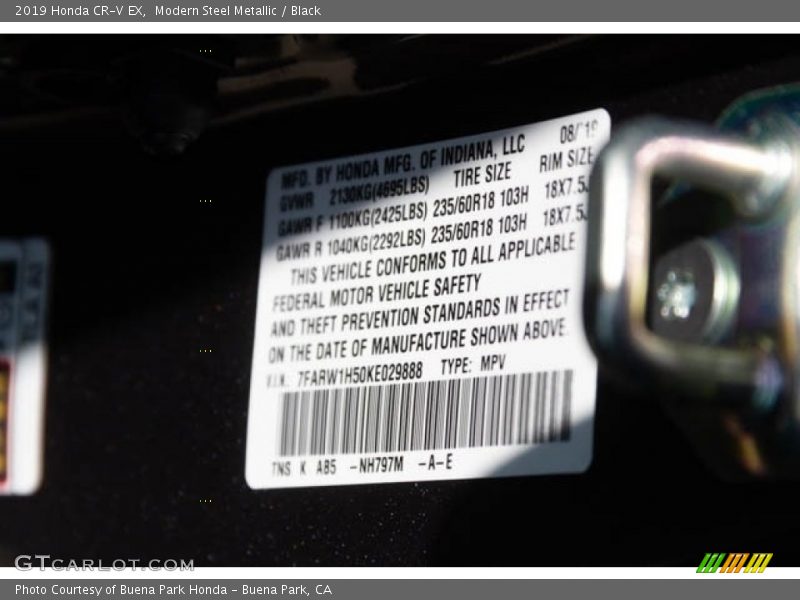 2019 Honda CR-V EX, Modern Steel Metallic / Black
MFD. BY HONDA MFG. OF INDIANA, LLC 08/'19
GVWR 2130KG(4695LBS) TIRE SIZE RIM SIZE
GAWR F 1100KG(2425LBS) 235/60R18 103H 18X7.5J
GAWR R 1040KG(2292LBS) 235/60R18 103H 18X7.5J
THIS VEHICLE CONFORMS TO ALL APPLICABLE
FEDERAL MOTOR VEHICLE SAFETY
AND THEFT PREVENTION STANDARDS IN EFFECT
ON THE DATE OF MANUFACTURE SHOWN ABOVE.
V.I.N. 7FARW1H50KE029888 TYPE: MPV
TNS K AB5 -NH797M -A-E
GTCARLOT.COM
Photo Courtesy of Buena Park Honda - Buena Park, CA